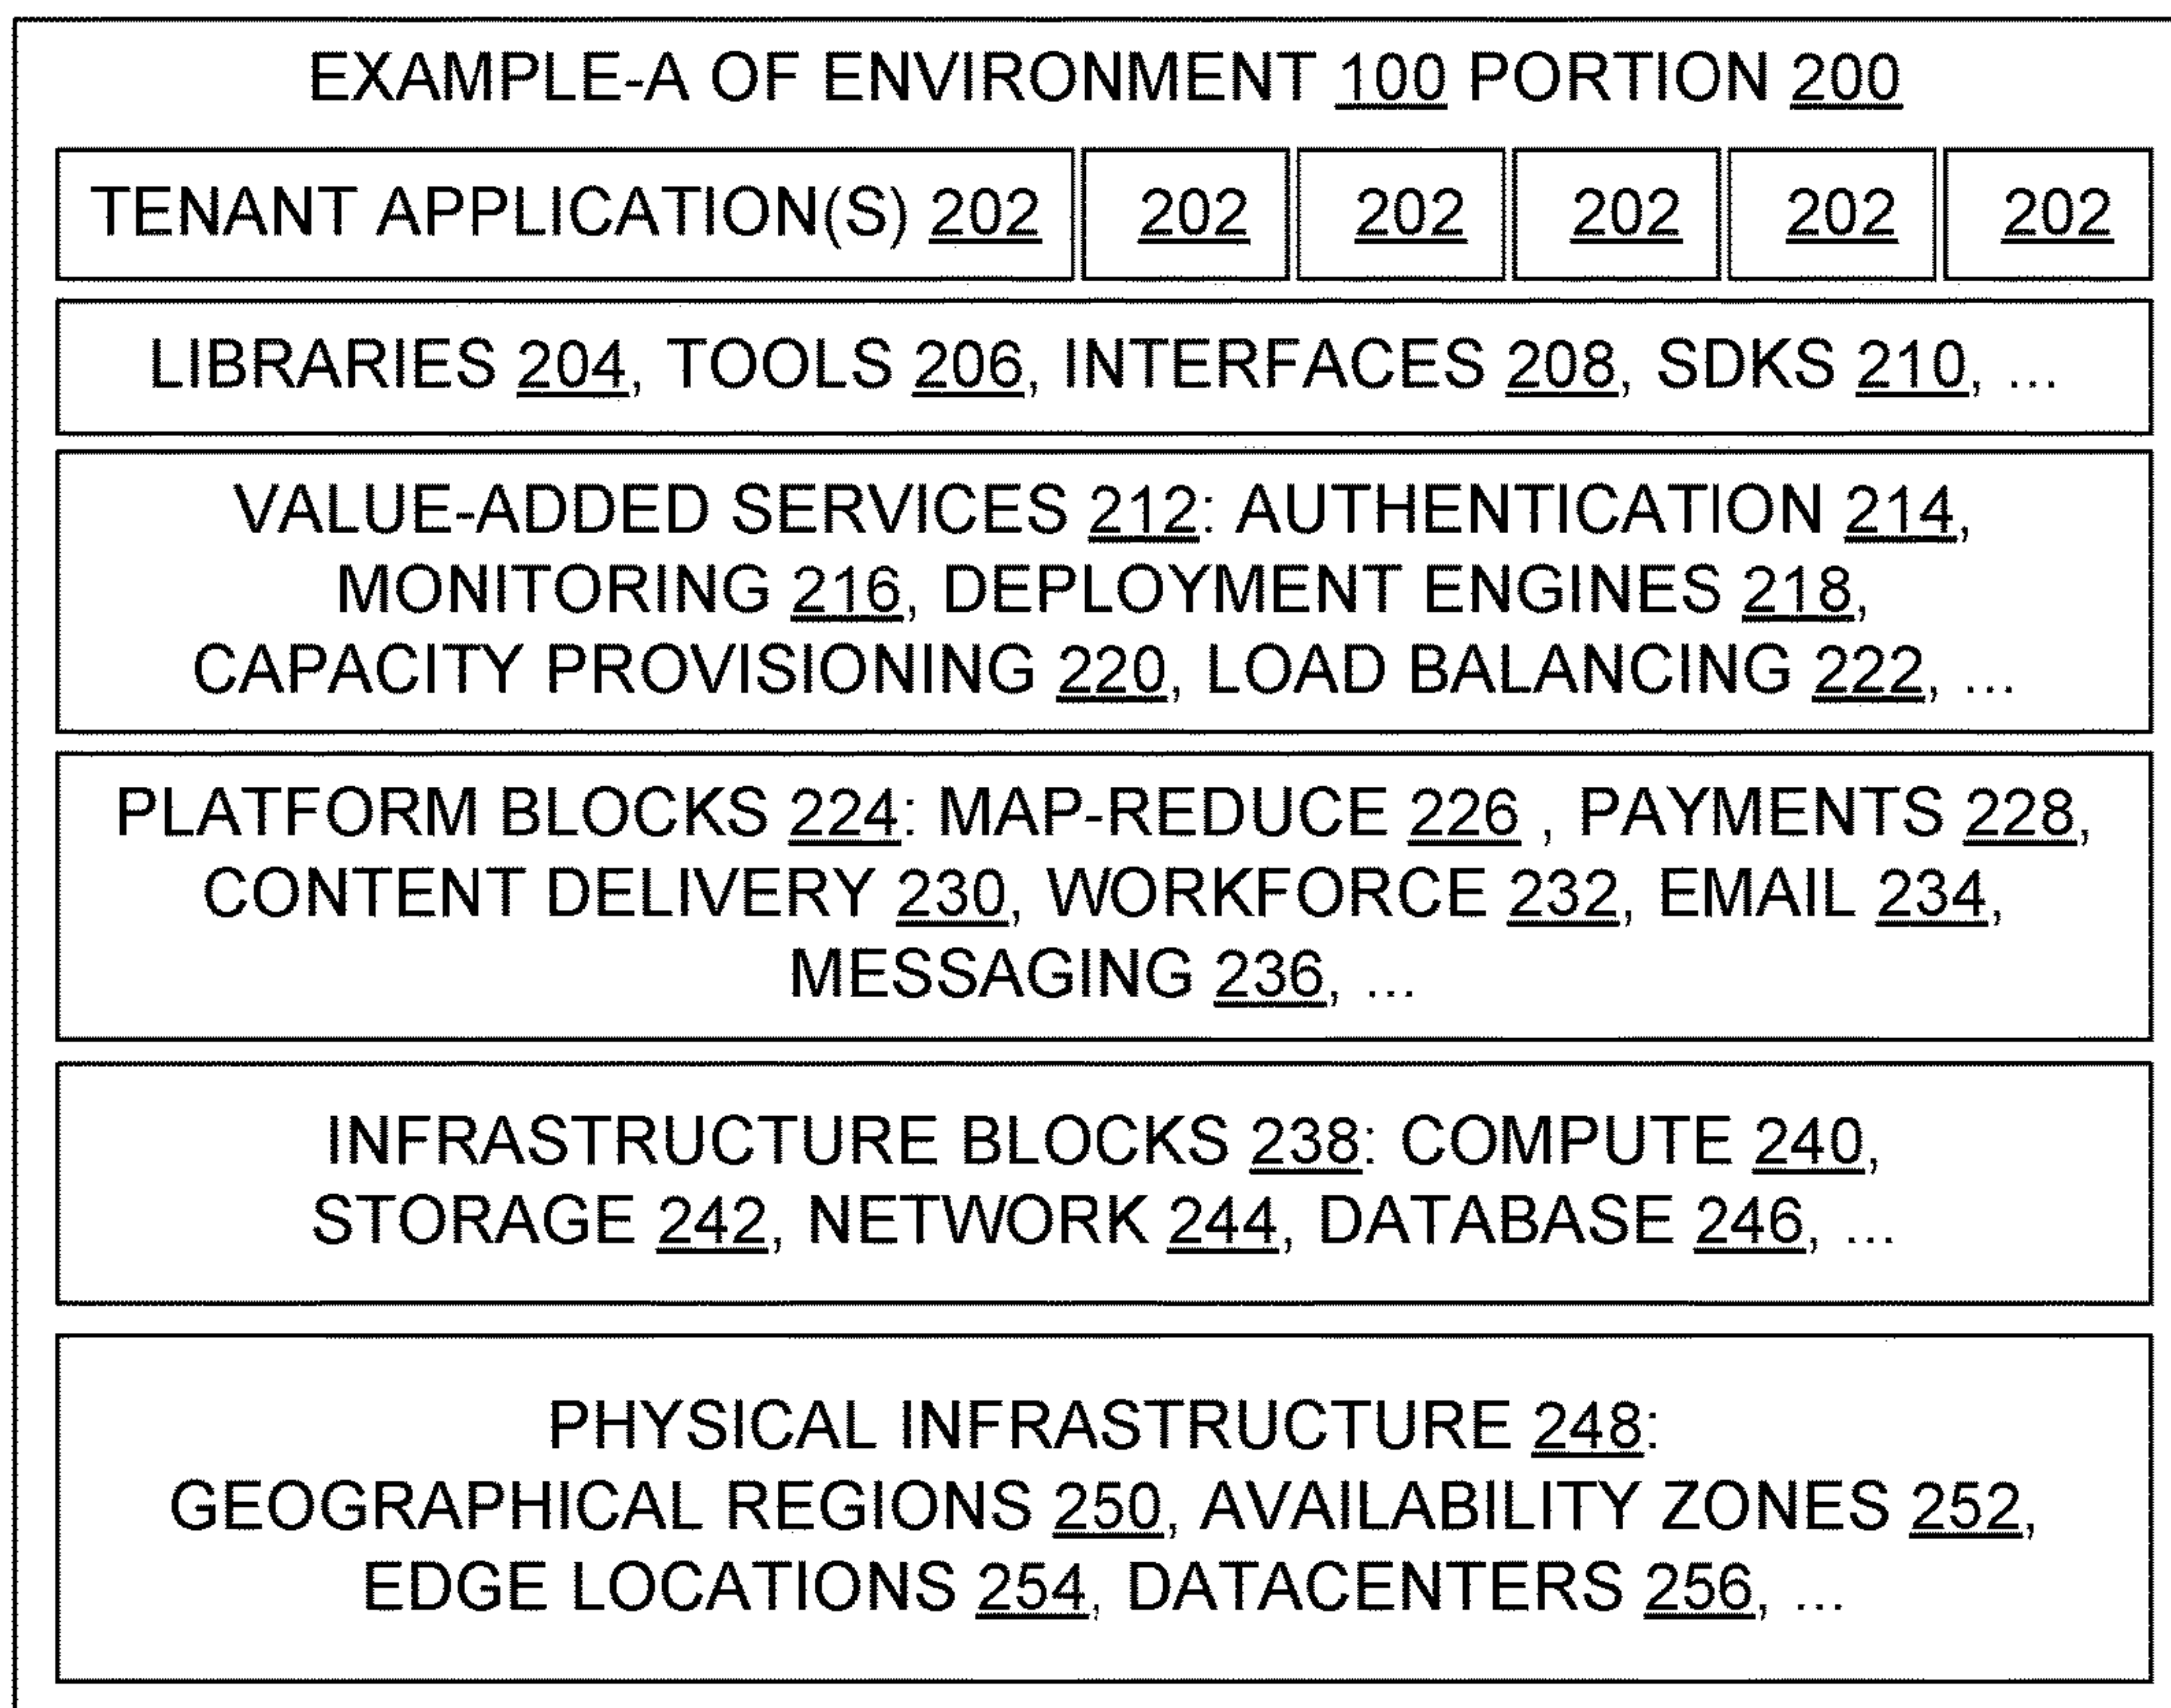 EXAMPLE-A OF ENVIRONMENT 100 PORTION 200
TENANT APPLICATION(S) 202 202 202 202 202 202
LIBRARIES 204, TOOLS 206, INTERFACES 208, SDKS 210, ...
VALUE-ADDED SERVICES 212: AUTHENTICATION 214,
MONITORING 216, DEPLOYMENT ENGINES 218,
CAPACITY PROVISIONING 220, LOAD BALANCING 222, ...
PLATFORM BLOCKS 224: MAP-REDUCE 226 , PAYMENTS 228,
CONTENT DELIVERY 230, WORKFORCE 232, EMAIL 234,
MESSAGING 236, ...
INFRASTRUCTURE BLOCKS 238: COMPUTE 240,
STORAGE 242, NETWORK 244, DATABASE 246, ...
PHYSICAL INFRASTRUCTURE 248:
GEOGRAPHICAL REGIONS 250, AVAILABILITY ZONES 252,
EDGE LOCATIONS 254, DATACENTERS 256, ...